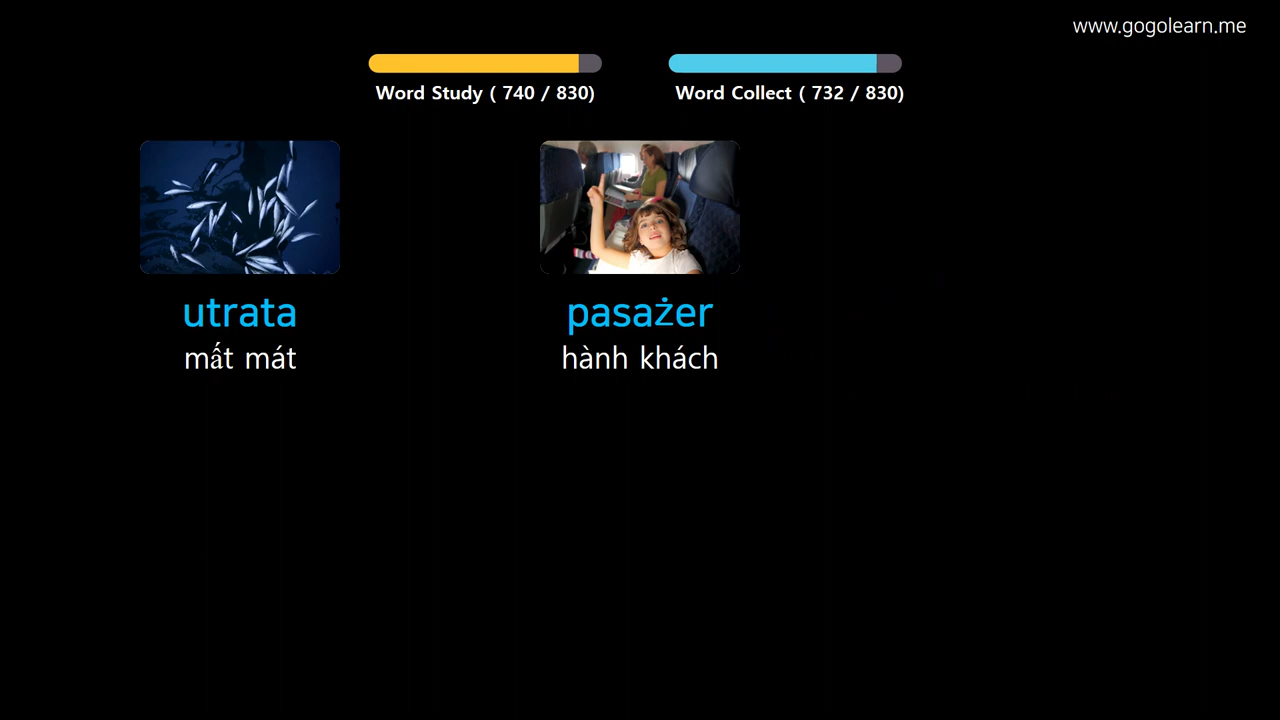 www.gogolearn.me
Word Study ( 740 / 830)
Word Collect ( 732 / 830)
utrata
mất mát
pasażer
hành khách